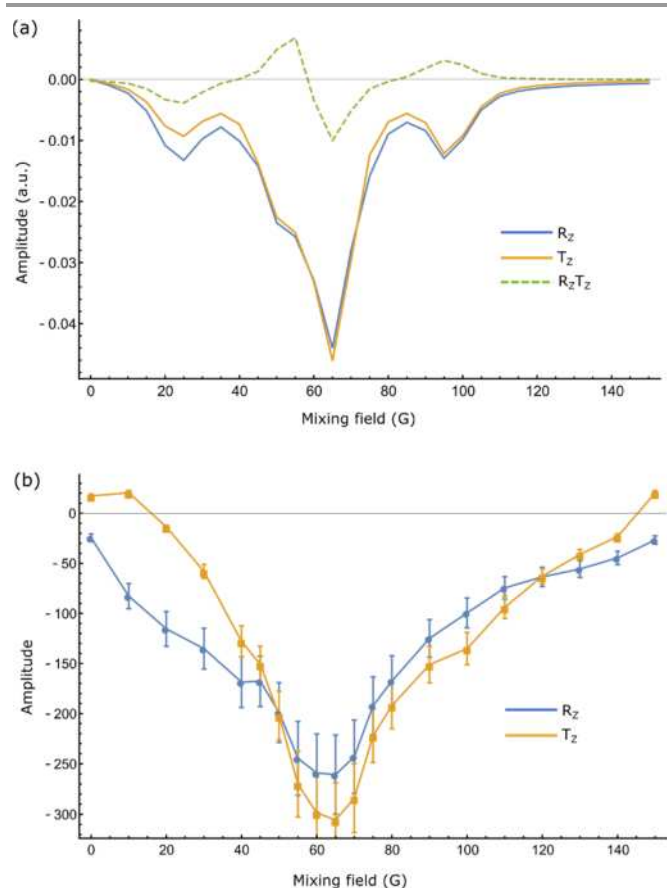 (a)
0.00
- 0.01
- 0.02
- 0.03
- 0.04
Amplitude (a.u.)
R_Z
T_Z
R_ZT_Z
0 20 40 60 80 100 120 140
Mixing field (G)
(b)
0
- 50
- 100
- 150
- 200
- 250
- 300
Amplitude
R_Z
T_Z
0 20 40 60 80 100 120 140
Mixing field (G)